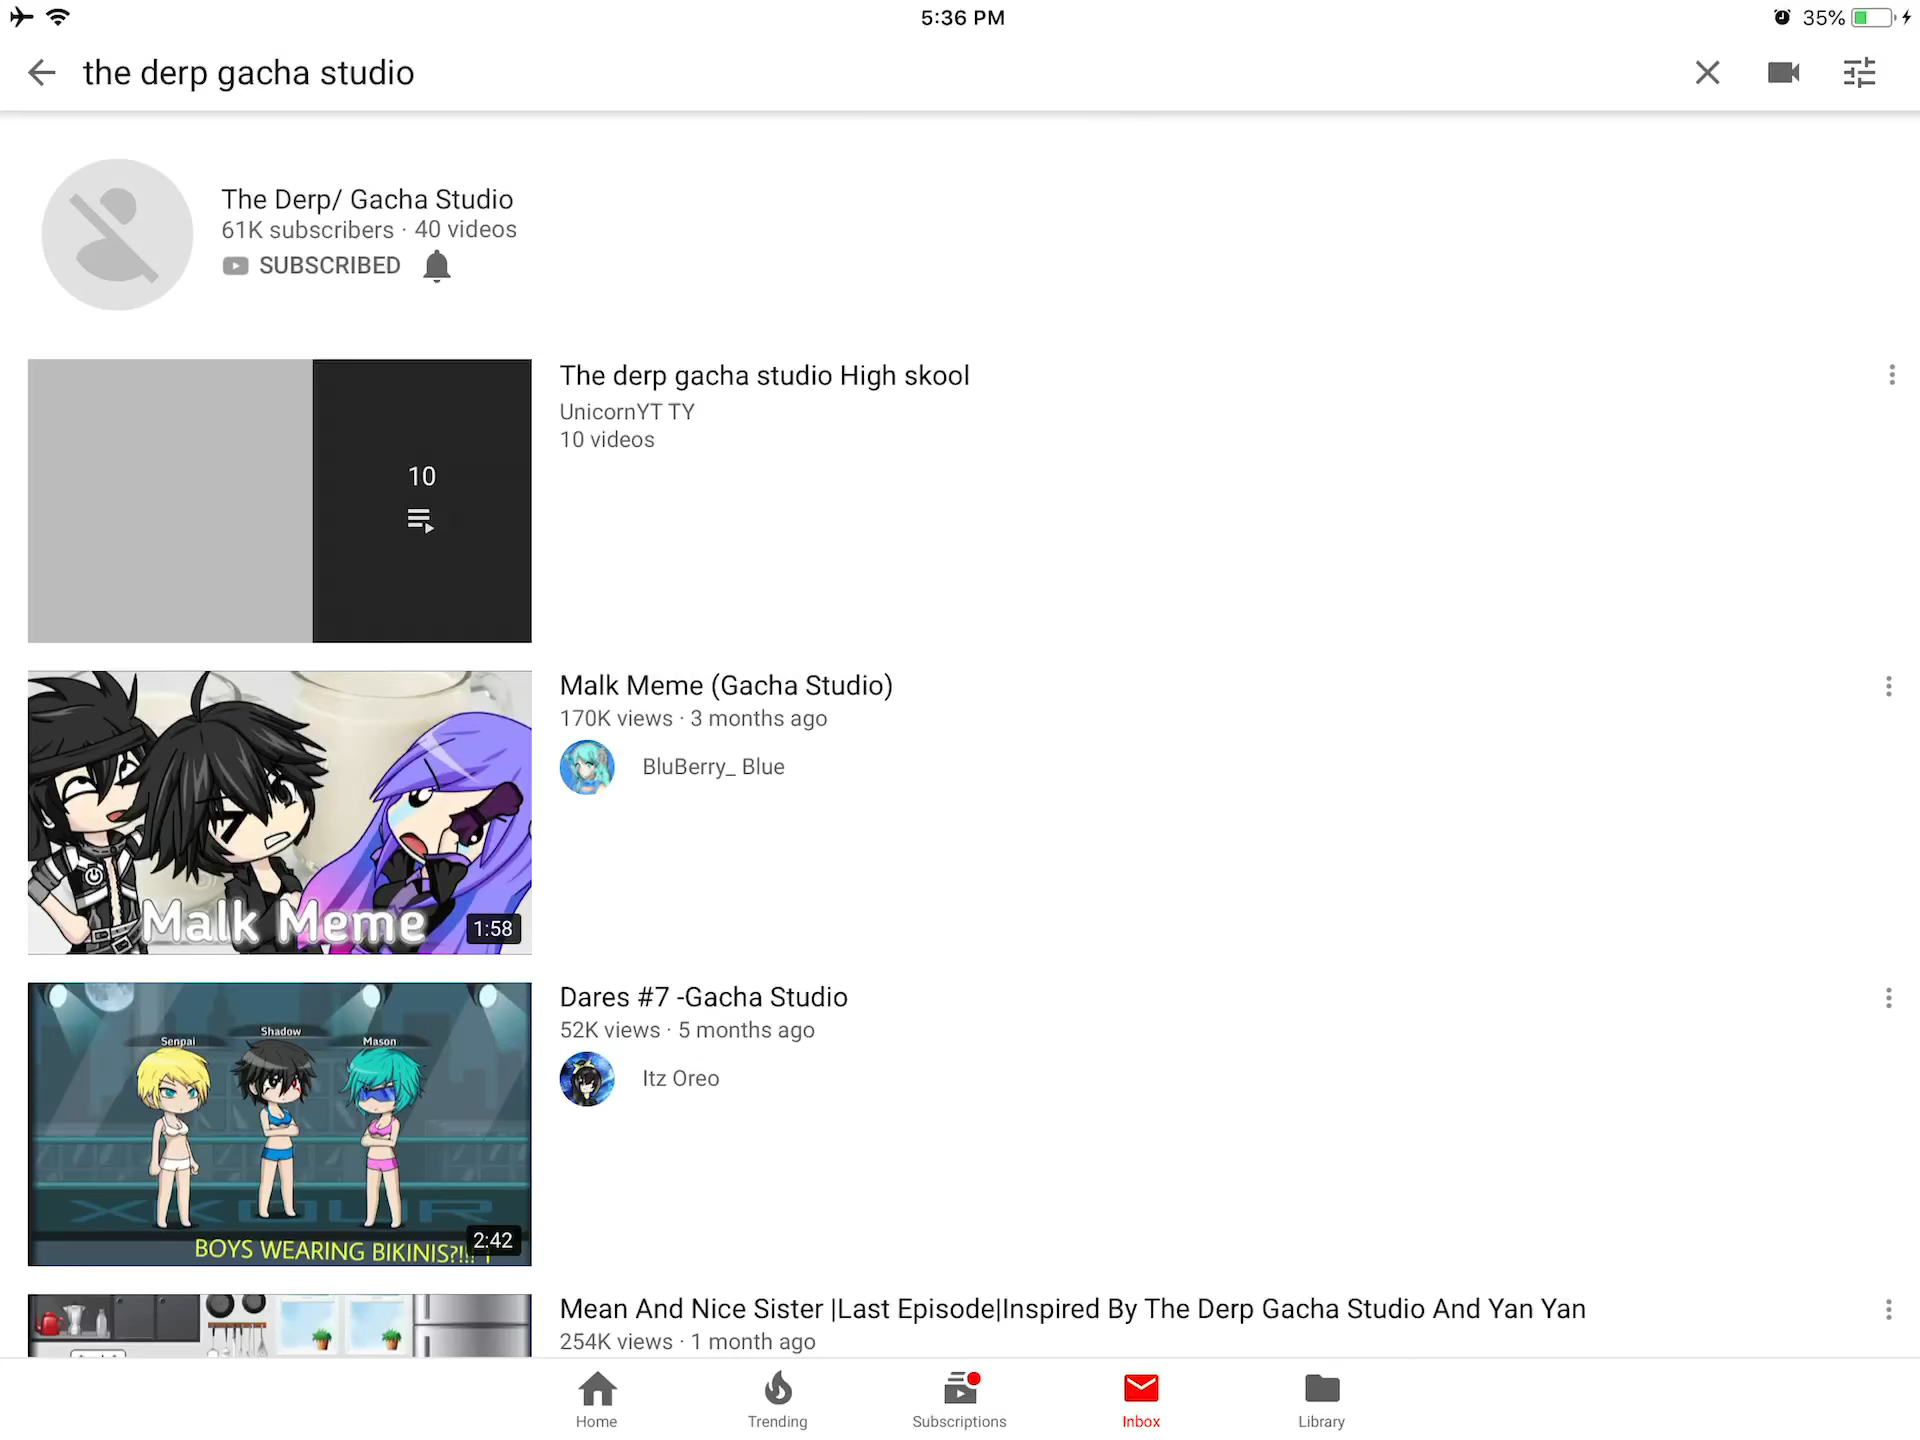 5:36 PM
35%
the derp gacha studio
The Derp/ Gacha Studio
61K subscribers · 40 videos
SUBSCRIBED
10
The derp gacha studio High skool
UnicornYT TY
10 videos
Malk Meme
1:58
Malk Meme (Gacha Studio)
170K views · 3 months ago
BluBerry_ Blue
Senpai
Shadow
Mason
XKOUR
BOYS WEARING BIKINIS?!!!
2:42
Dares #7 -Gacha Studio
52K views · 5 months ago
Itz Oreo
Mean And Nice Sister |Last Episode|Inspired By The Derp Gacha Studio And Yan Yan
254K views · 1 month ago
Home
Trending
Subscriptions
Inbox
Library